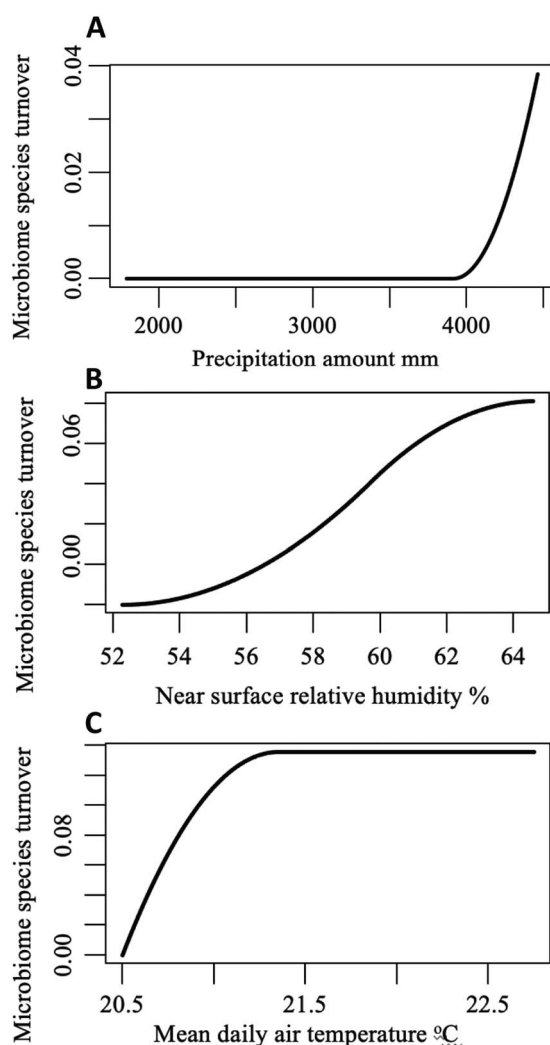 A
Microbiome species turnover
0.04
0.02
0.00
2000 3000 4000
Precipitation amount mm
B
Microbiome species turnover
0.06
0.00
52 54 56 58 60 62 64
Near surface relative humidity %
C
Microbiome species turnover
0.08
0.00
20.5 21.5 22.5
Mean daily air temperature ºC